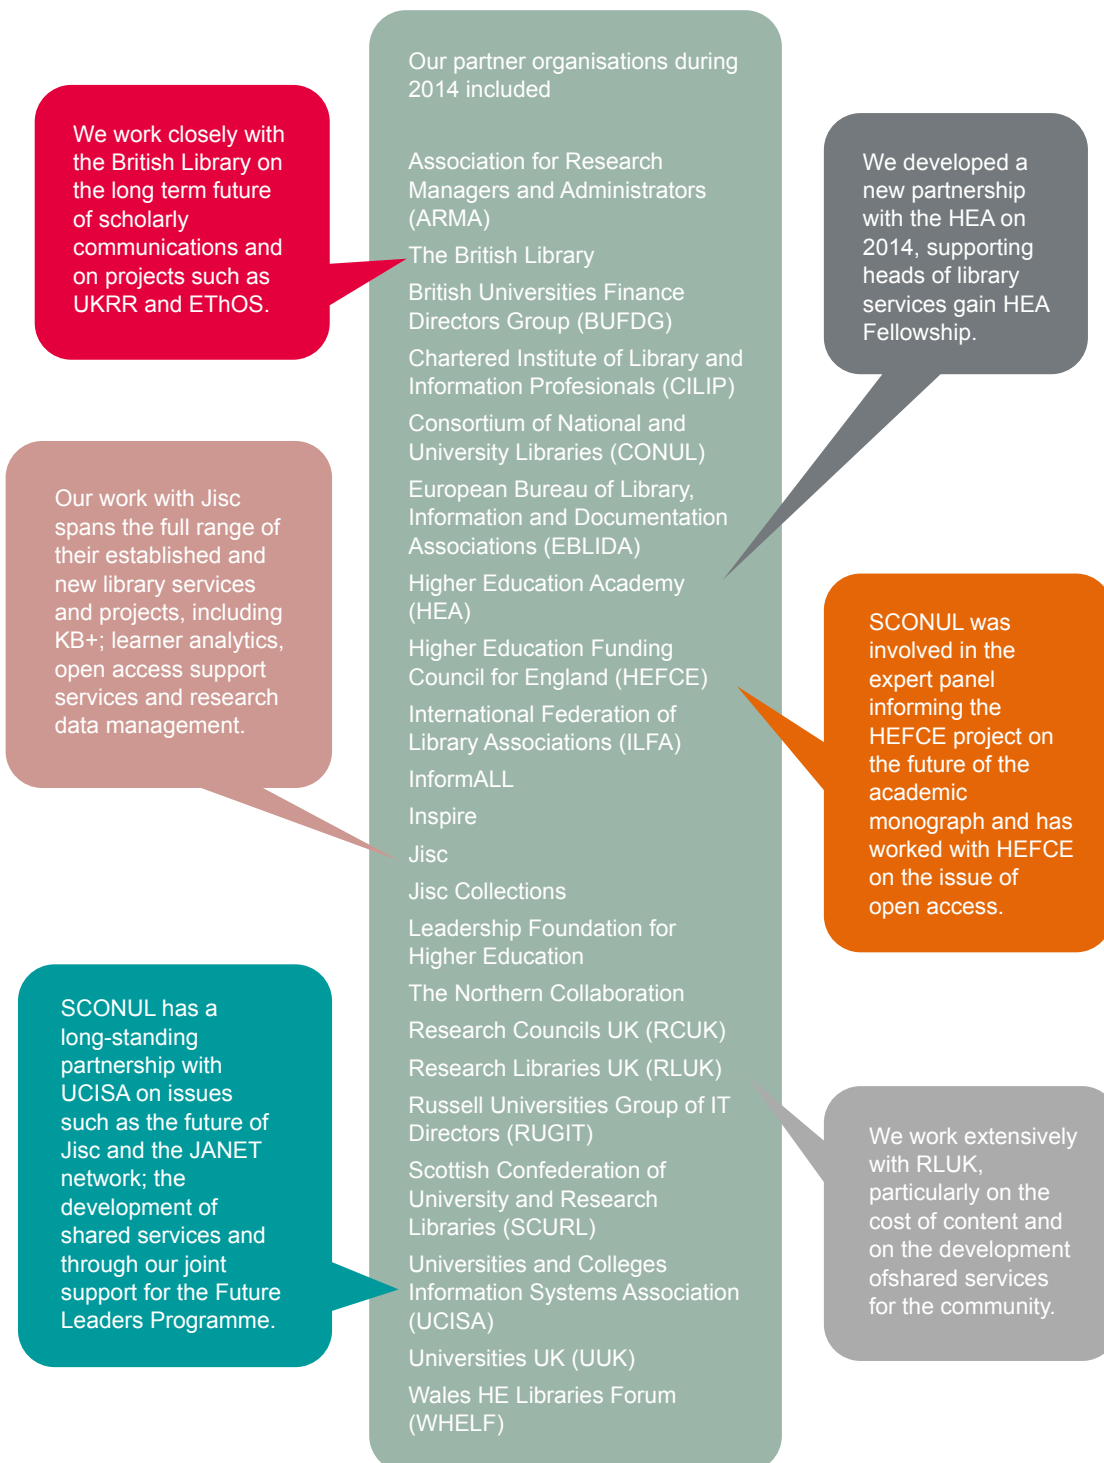 Our partner organisations during
2014 included
Association for Research
Managers and Administrators
(ARMA)
The British Library
British Universities Finance
Directors Group (BUFDG)
Chartered Institute of Library and
Information Profesionals (CILIP)
Consortium of National and
University Libraries (CONUL)
European Bureau of Library,
Information and Documentation
Associations (EBLIDA)
Higher Education Academy
(HEA)
Higher Education Funding
Council for England (HEFCE)
International Federation of
Library Associations (ILFA)
InformALL
Inspire
Jisc
Jisc Collections
Leadership Foundation for
Higher Education
The Northern Collaboration
Research Councils UK (RCUK)
Research Libraries UK (RLUK)
Russell Universities Group of IT
Directors (RUGIT)
Scottish Confederation of
University and Research
Libraries (SCURL)
Universities and Colleges
Information Systems Association
(UCISA)
Universities UK (UUK)
Wales HE Libraries Forum
(WHELF)
We work closely with
the British Library on
the long term future
of scholarly
communications and
on projects such as
UKRR and EThOS.
Our work with Jisc
spans the full range of
their established and
new library services
and projects, including
KB+; learner analytics,
open access support
services and research
data management.
SCONUL has a
long-standing
partnership with
UCISA on issues
such as the future of
Jisc and the JANET
network; the
development of
shared services and
through our joint
support for the Future
Leaders Programme.
We developed a
new partnership
with the HEA on
2014, supporting
heads of library
services gain HEA
Fellowship.
SCONUL was
involved in the
expert panel
informing the
HEFCE project on
the future of the
academic
monograph and has
worked with HEFCE
on the issue of
open access.
We work extensively
with RLUK,
particularly on the
cost of content and
on the development
ofshared services
for the community.